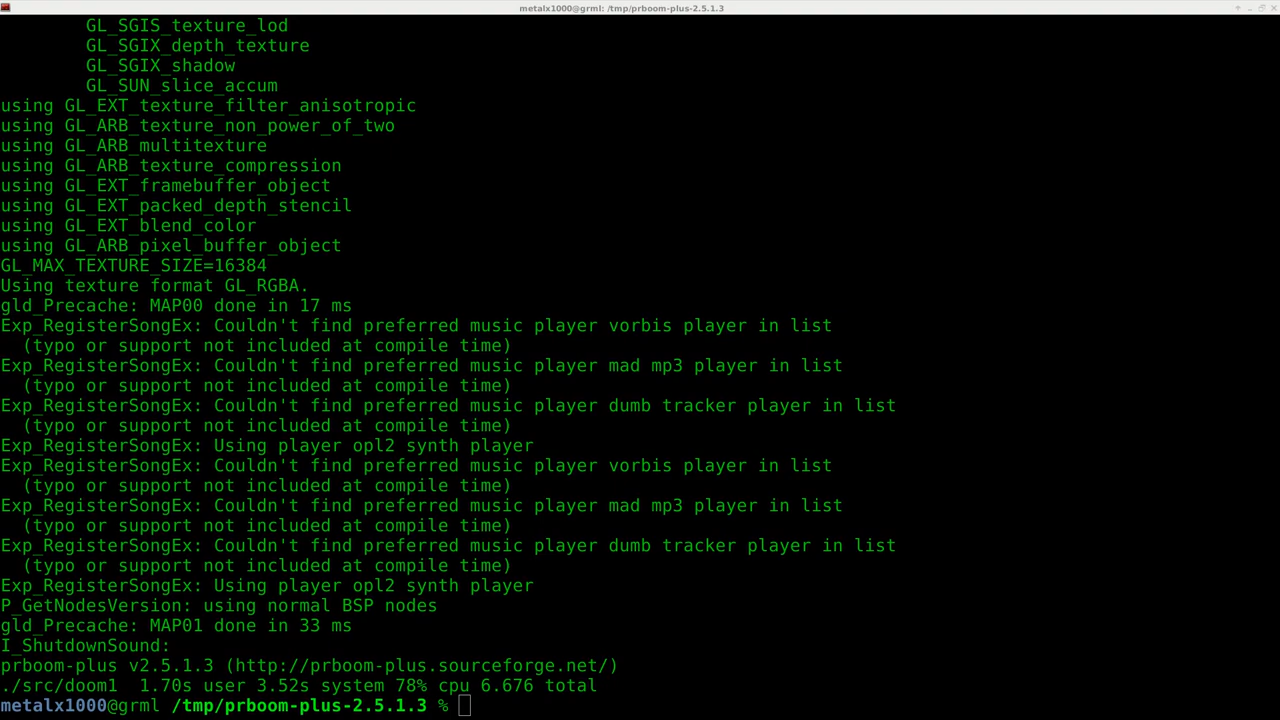 metalx1000@grml: /tmp/prboom-plus-2.5.1.3
GL_SGIS_texture_lod
GL_SGIX_depth_texture
GL_SGIX_shadow
GL_SUN_slice_accum
using GL_EXT_texture_filter_anisotropic
using GL_ARB_texture_non_power_of_two
using GL_ARB_multitexture
using GL_ARB_texture_compression
using GL_EXT_framebuffer_object
using GL_EXT_packed_depth_stencil
using GL_EXT_blend_color
using GL_ARB_pixel_buffer_object
GL_MAX_TEXTURE_SIZE=16384
Using texture format GL_RGBA.
gld_Precache: MAP00 done in 17 ms
Exp_RegisterSongEx: Couldn't find preferred music player vorbis player in list
(typo or support not included at compile time)
Exp_RegisterSongEx: Couldn't find preferred music player mad mp3 player in list
(typo or support not included at compile time)
Exp_RegisterSongEx: Couldn't find preferred music player dumb tracker player in list
(typo or support not included at compile time)
Exp_RegisterSongEx: Using player opl2 synth player
Exp_RegisterSongEx: Couldn't find preferred music player vorbis player in list
(typo or support not included at compile time)
Exp_RegisterSongEx: Couldn't find preferred music player mad mp3 player in list
(typo or support not included at compile time)
Exp_RegisterSongEx: Couldn't find preferred music player dumb tracker player in list
(typo or support not included at compile time)
Exp_RegisterSongEx: Using player opl2 synth player
P_GetNodesVersion: using normal BSP nodes
gld_Precache: MAP01 done in 33 ms
I_ShutdownSound:
prboom-plus v2.5.1.3 (http://prboom-plus.sourceforge.net/)
./src/doom1  1.70s user 3.52s system 78% cpu 6.676 total
metalx1000@grml /tmp/prboom-plus-2.5.1.3 %